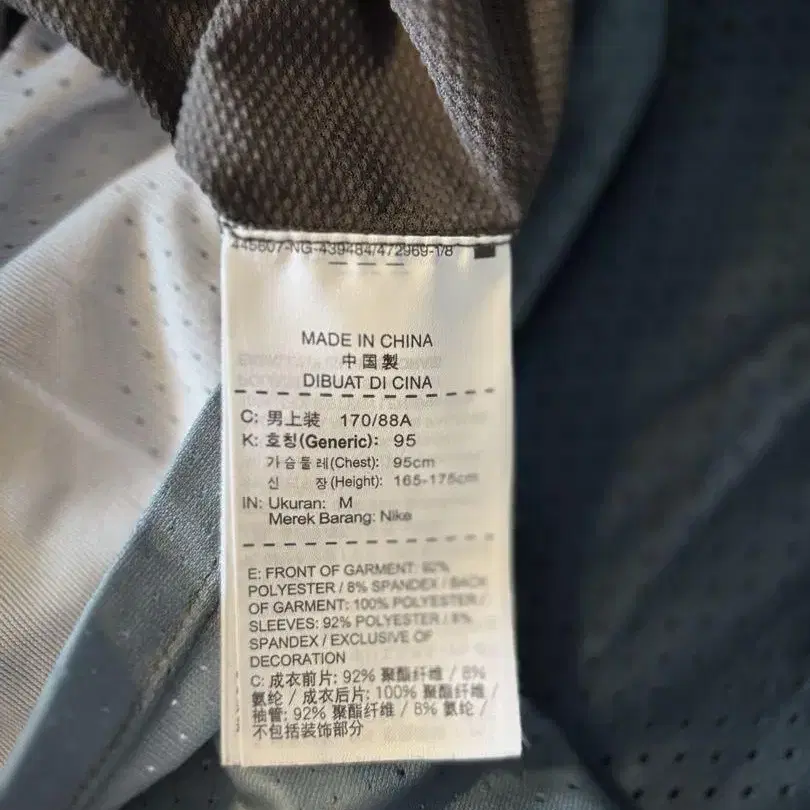 445607-NG-439484/472969-1/8
MADE IN CHINA
中国製
DIBUAT DI CINA
C: 男上装 170/88A
K: 호칭(Generic): 95
가슴둘레(Chest): 95cm
신 장(Height): 165-175cm
IN: Ukuran: M
Merek Barang: Nike
E: FRONT OF GARMENT: 92%
POLYESTER / 8% SPANDEX / BACK
OF GARMENT: 100% POLYESTER /
SLEEVES: 92% POLYESTER / 8%
SPANDEX / EXCLUSIVE OF
DECORATION
C: 成衣前片: 92% 聚酯纤维 / 8%
氨纶 / 成衣后片: 100% 聚酯纤维 /
袖管: 92% 聚酯纤维 / 8% 氨纶 /
不包括装饰部分